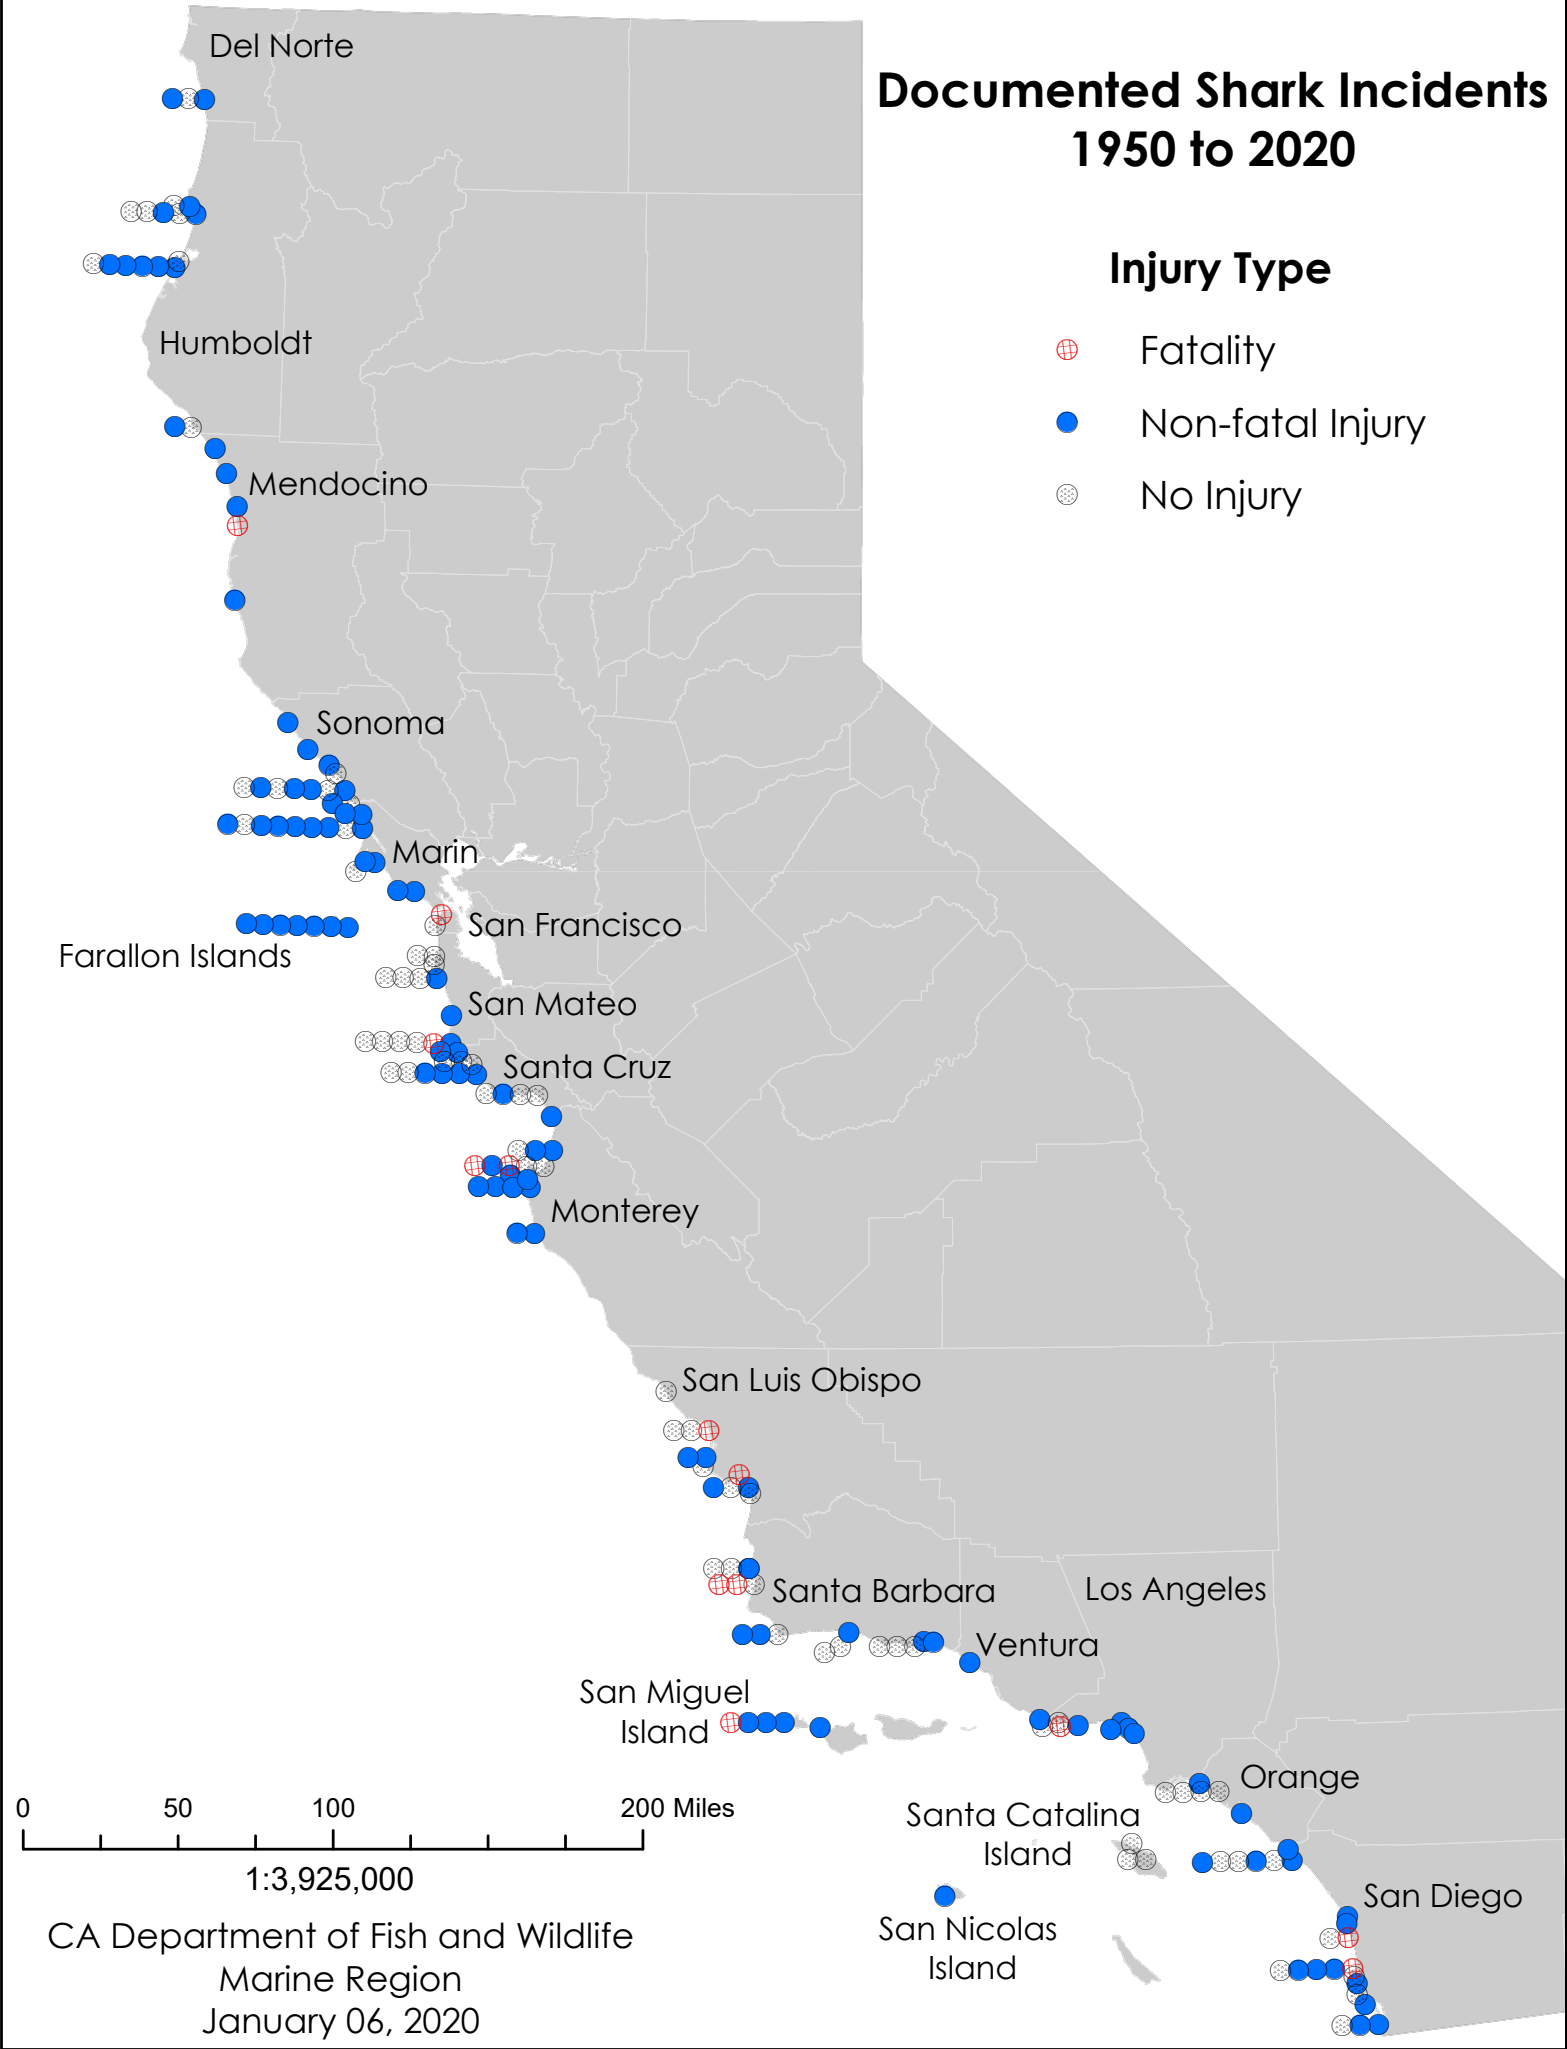 Del Norte
Documented Shark Incidents
1950 to 2020
Injury Type
Fatality
Non-fatal Injury
No Injury
Humboldt
Mendocino
Sonoma
Marin
San Francisco
Farallon Islands
San Mateo
Santa Cruz
Monterey
San Luis Obispo
Santa Barbara
Los Angeles
Ventura
San Miguel
Island
Orange
Santa Catalina
Island
San Diego
San Nicolas
Island
0 50 100 200 Miles
1:3,925,000
CA Department of Fish and Wildlife
Marine Region
January 06, 2020